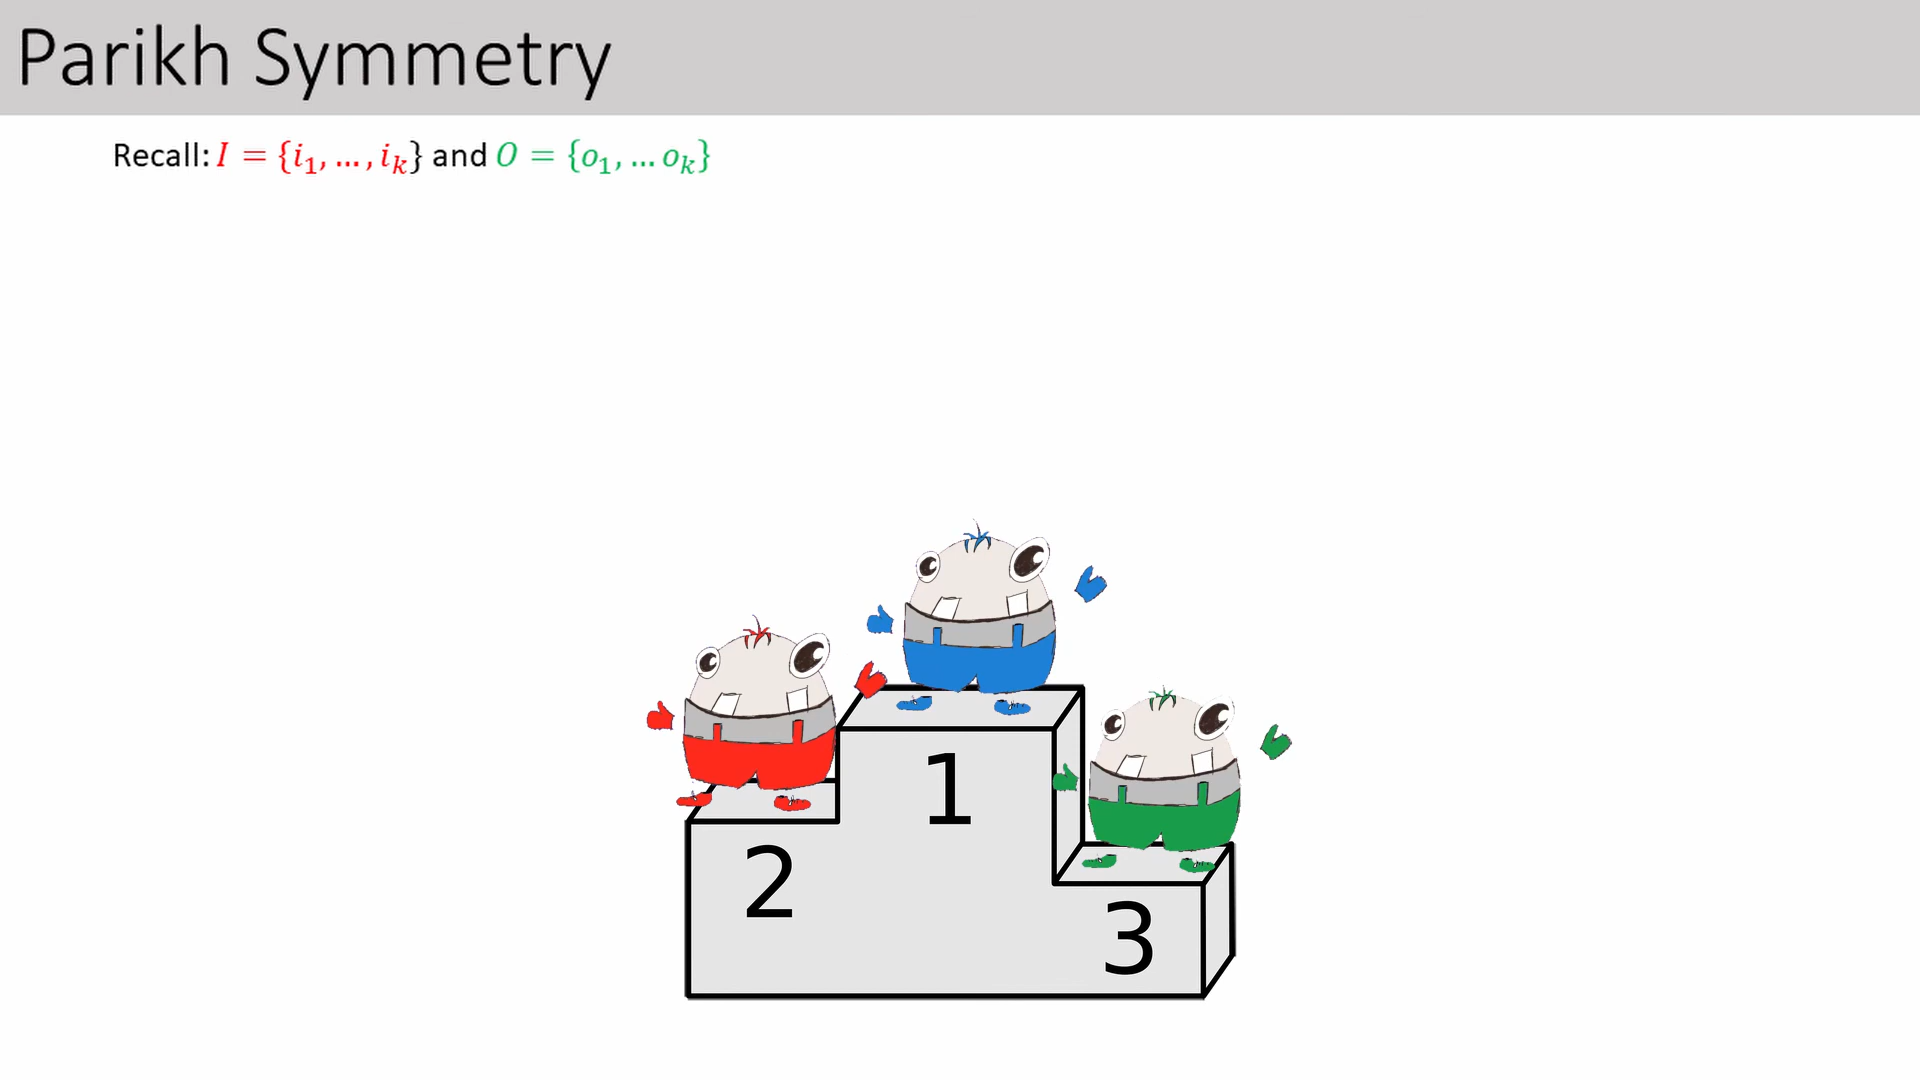 Parikh Symmetry
Recall: I = {i₁, … , iₖ} and O = {o₁, … oₖ}
1
2
3